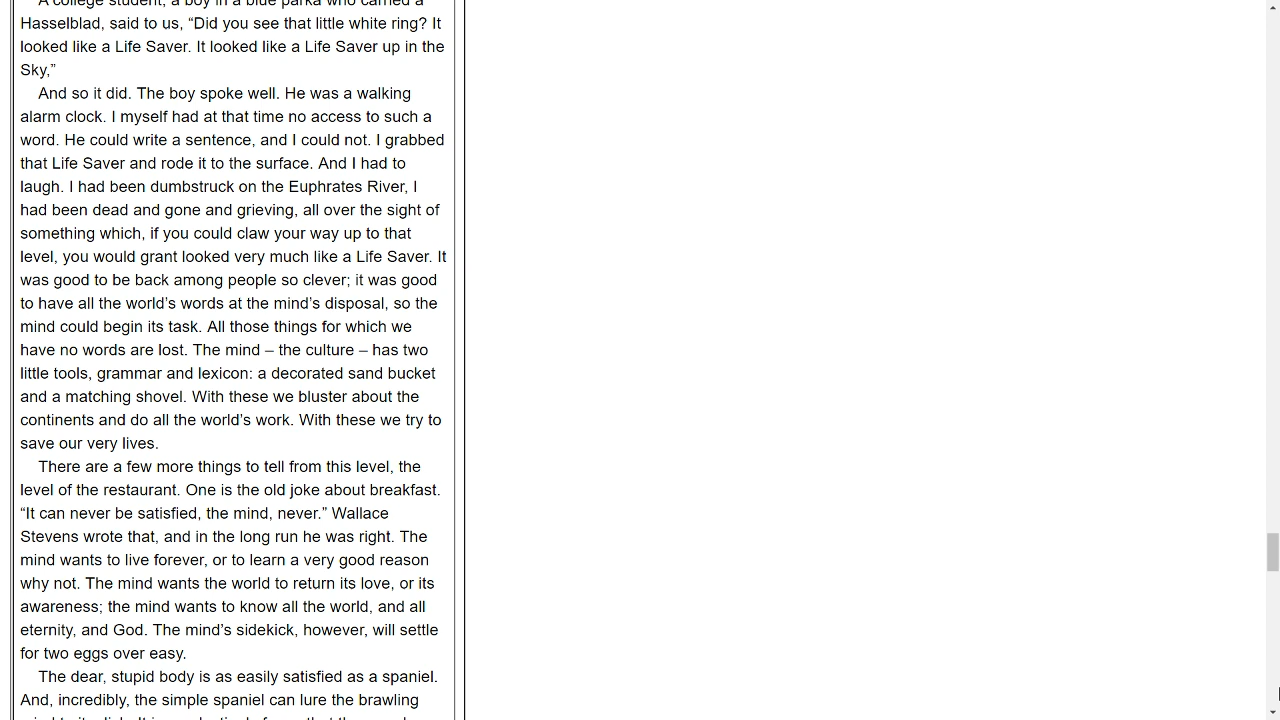 A college student, a boy in a blue parka who carried a
Hasselblad, said to us, “Did you see that little white ring? It
looked like a Life Saver. It looked like a Life Saver up in the
Sky,”
And so it did. The boy spoke well. He was a walking
alarm clock. I myself had at that time no access to such a
word. He could write a sentence, and I could not. I grabbed
that Life Saver and rode it to the surface. And I had to
laugh. I had been dumbstruck on the Euphrates River, I
had been dead and gone and grieving, all over the sight of
something which, if you could claw your way up to that
level, you would grant looked very much like a Life Saver. It
was good to be back among people so clever; it was good
to have all the world’s words at the mind’s disposal, so the
mind could begin its task. All those things for which we
have no words are lost. The mind – the culture – has two
little tools, grammar and lexicon: a decorated sand bucket
and a matching shovel. With these we bluster about the
continents and do all the world’s work. With these we try to
save our very lives.
There are a few more things to tell from this level, the
level of the restaurant. One is the old joke about breakfast.
“It can never be satisfied, the mind, never.” Wallace
Stevens wrote that, and in the long run he was right. The
mind wants to live forever, or to learn a very good reason
why not. The mind wants the world to return its love, or its
awareness; the mind wants to know all the world, and all
eternity, and God. The mind’s sidekick, however, will settle
for two eggs over easy.
The dear, stupid body is as easily satisfied as a spaniel.
And, incredibly, the simple spaniel can lure the brawling